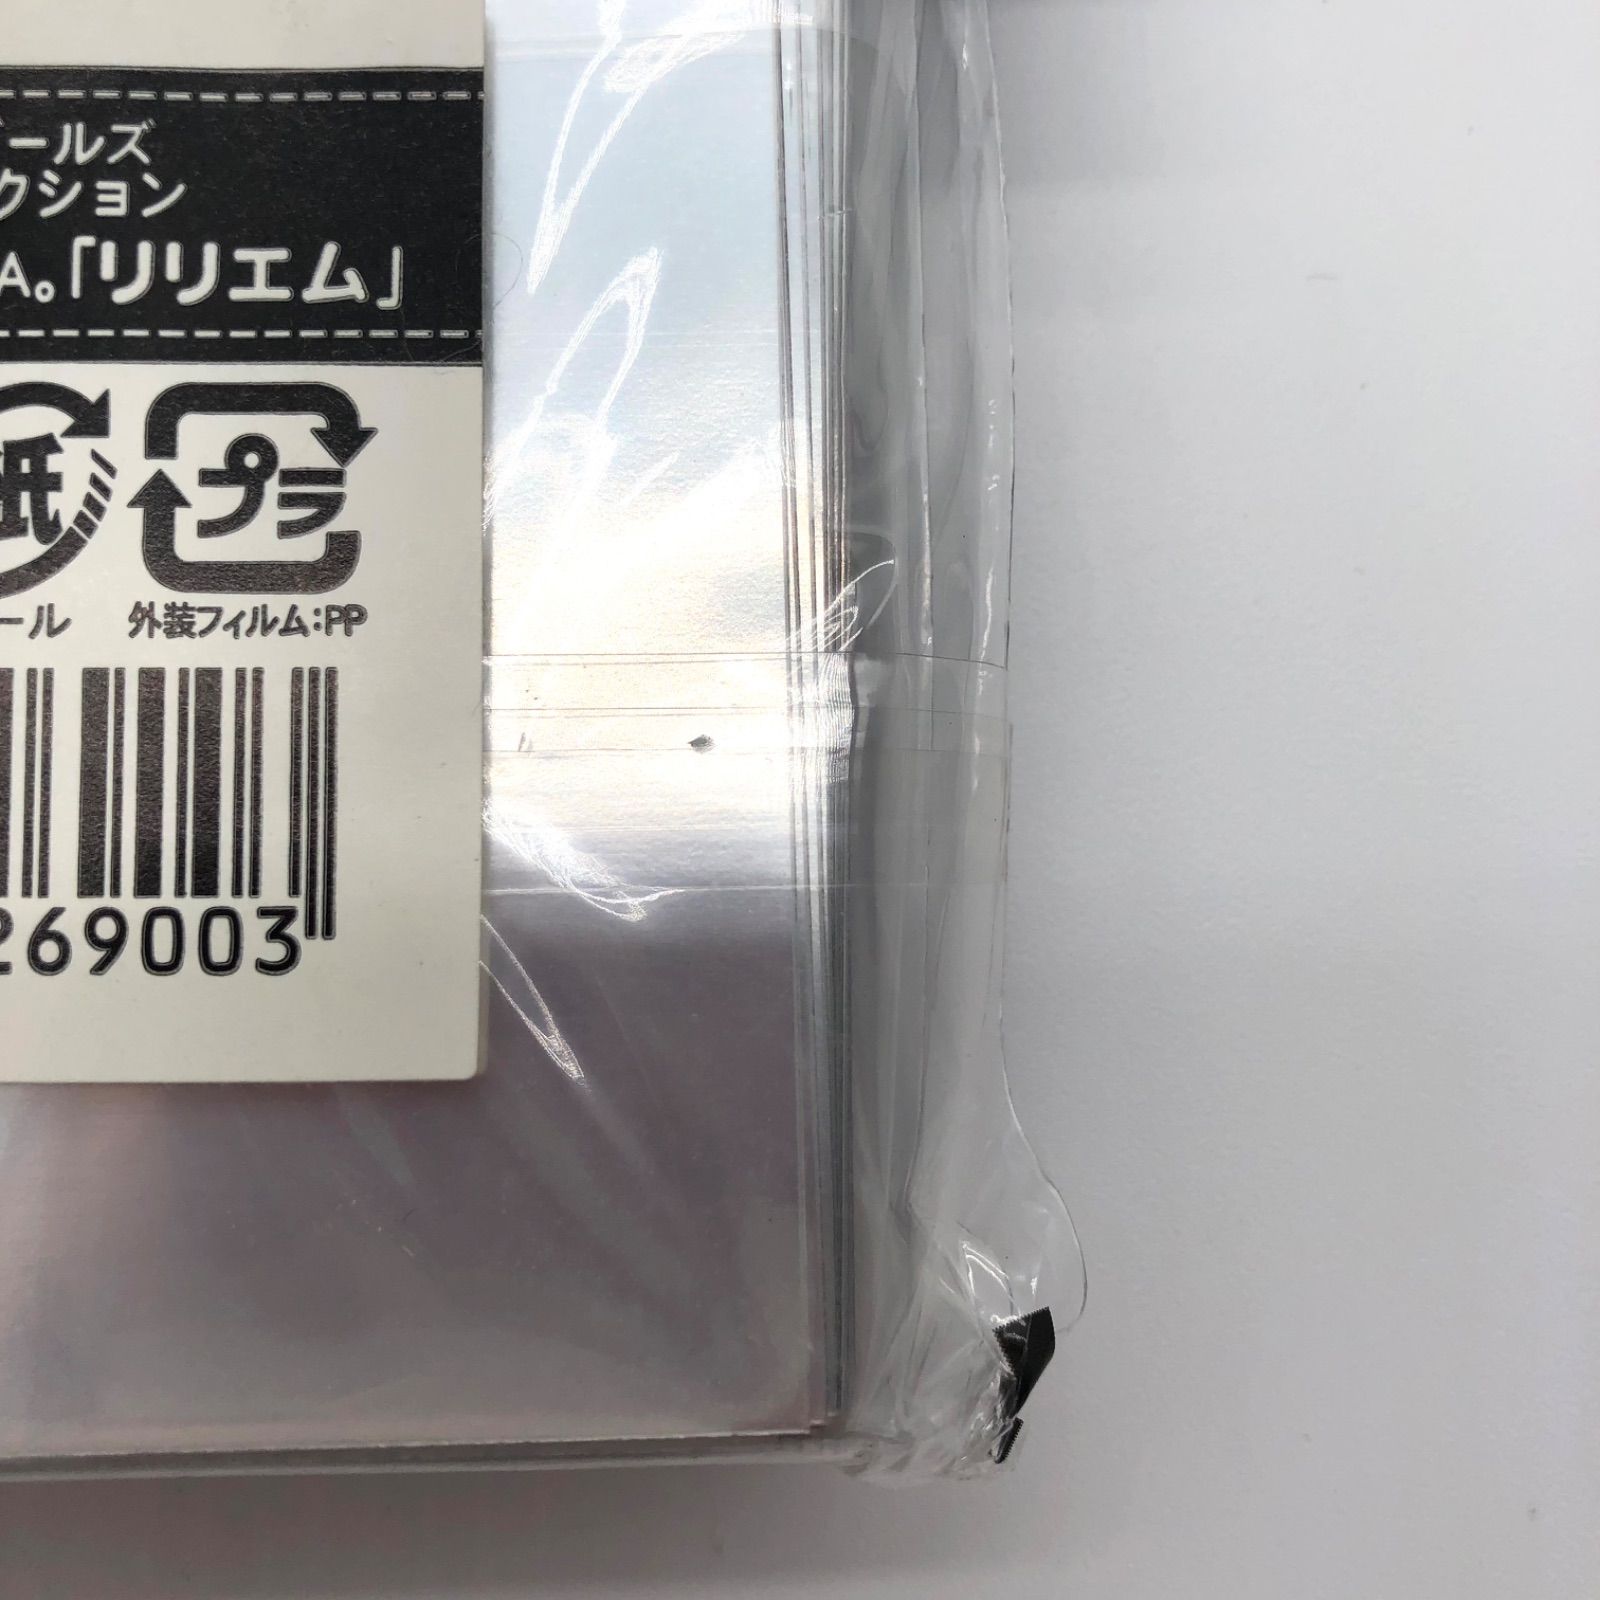 ールズ
クション
A。「リリエム」
紙
プラ
ール
外装フィルム:PP
269003